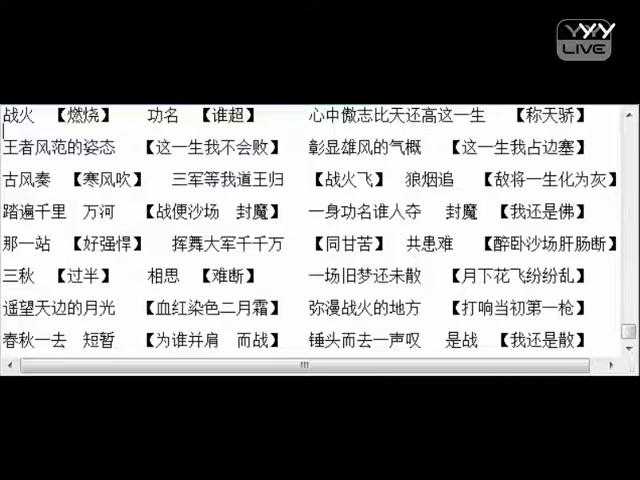 YYY
LIVE
战火 【燃烧】 功名 【谁超】 心中傲志比天还高这一生 【称天骄】
王者风范的姿态 【这一生我不会败】 彰显雄风的气概 【这一生我占边塞】
古风奏 【寒风吹】 三军等我道王归 【战火飞】 狼烟追 【敌将一生化为灰】
踏遍千里 万河 【战便沙场 封魔】 一身功名谁人夺 封魔 【我还是佛】
那一站 【好强悍】 挥舞大军千千万 【同甘苦】 共患难 【醉卧沙场肝肠断】
三秋 【过半】 相思 【难断】 一场旧梦还未散 【月下花飞纷纷乱】
遥望天边的月光 【血红染色二月霜】 弥漫战火的地方 【打响当初第一枪】
春秋一去 短暂 【为谁并肩 而战】 锤头而去一声叹 是战 【我还是散】